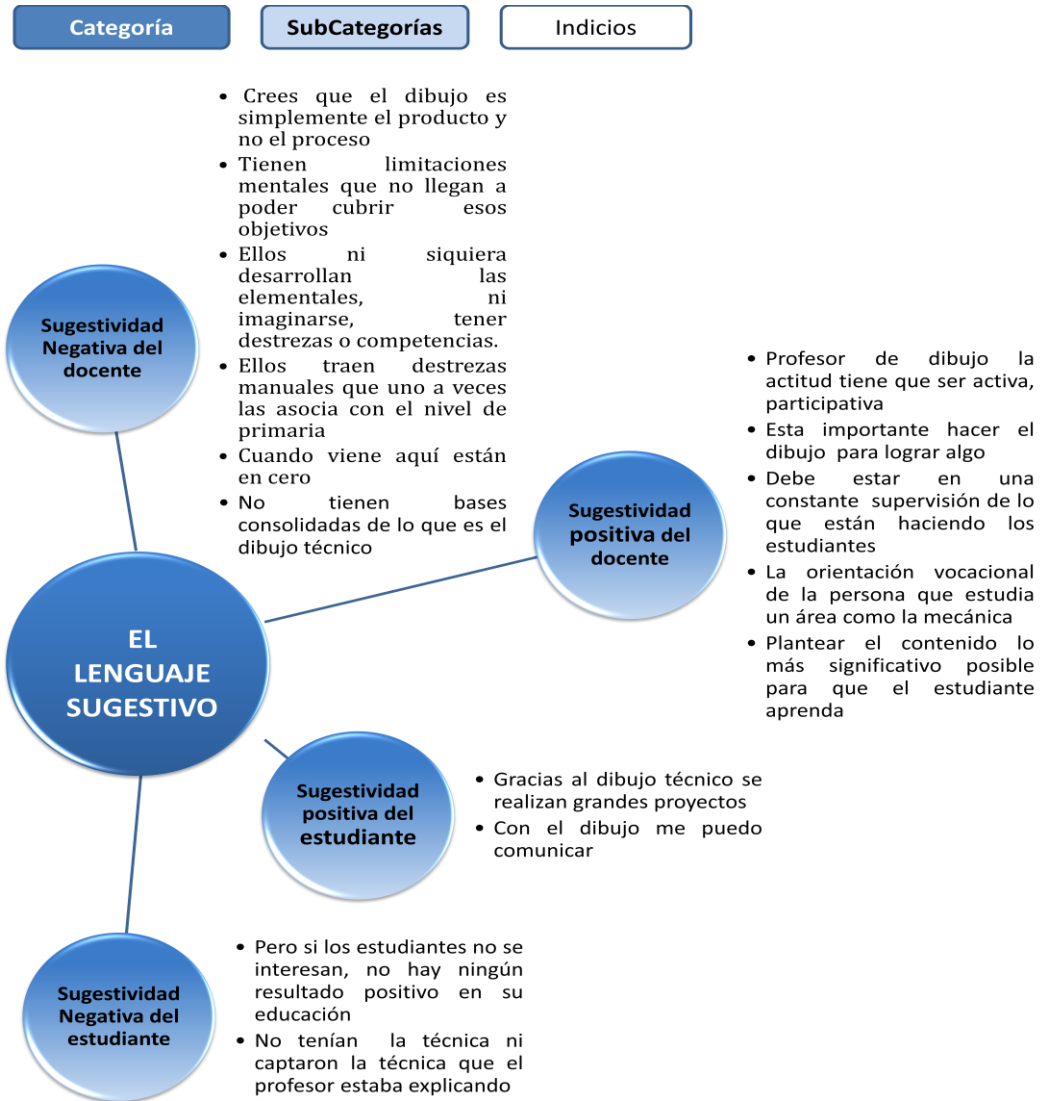 Categoría
SubCategorías
Indicios
• Crees que el dibujo es
simplemente el producto y
no el proceso
• Tienen limitaciones
mentales que no llegan a
poder cubrir esos
objetivos
• Ellos ni siquiera
desarrollan las
elementales, ni
imaginarse, tener
destrezas o competencias.
• Ellos traen destrezas
manuales que uno a veces
las asocia con el nivel de
primaria
• Cuando viene aquí están
en cero
• No tienen bases
consolidadas de lo que es el
dibujo técnico
Sugestividad
Negativa del
docente
• Profesor de dibujo la
actitud tiene que ser activa,
participativa
• Esta importante hacer el
dibujo para lograr algo
• Debe estar en una
constante supervisión de lo
que están haciendo los
estudiantes
• La orientación vocacional
de la persona que estudia
un área como la mecánica
• Plantear el contenido lo
más significativo posible
para que el estudiante
aprenda
Sugestividad
positiva del
docente
EL
LENGUAJE
SUGESTIVO
Sugestividad
positiva del
estudiante
• Gracias al dibujo técnico se
realizan grandes proyectos
• Con el dibujo me puedo
comunicar
Sugestividad
Negativa del
estudiante
• Pero si los estudiantes no se
interesan, no hay ningún
resultado positivo en su
educación
• No tenían la técnica ni
captaron la técnica que el
profesor estaba explicando